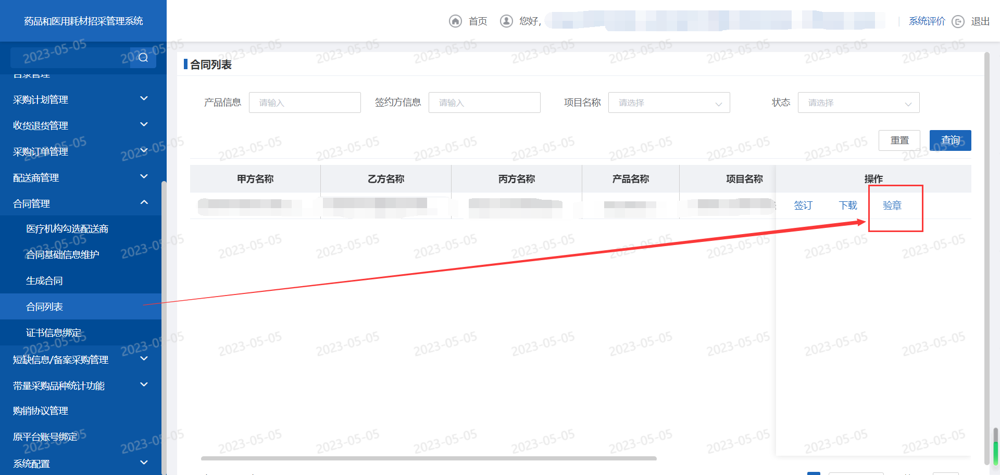 药品和医用耗材招采管理系统
首页
您好,
系统评价
退出
目录管理
采购计划管理
收货退货管理
采购订单管理
配送商管理
合同管理
医疗机构勾选配送商
合同基础信息维护
生成合同
合同列表
证书信息绑定
短缺信息/备案采购管理
带量采购品种统计功能
购销协议管理
原平台账号绑定
系统配置
合同列表
产品信息 请输入 签约方信息 请输入 项目名称 请选择 状态 请选择
重置 查询
甲方名称 乙方名称 丙方名称 产品名称 项目名称 操作
签订 下载 验章
2023-05-05